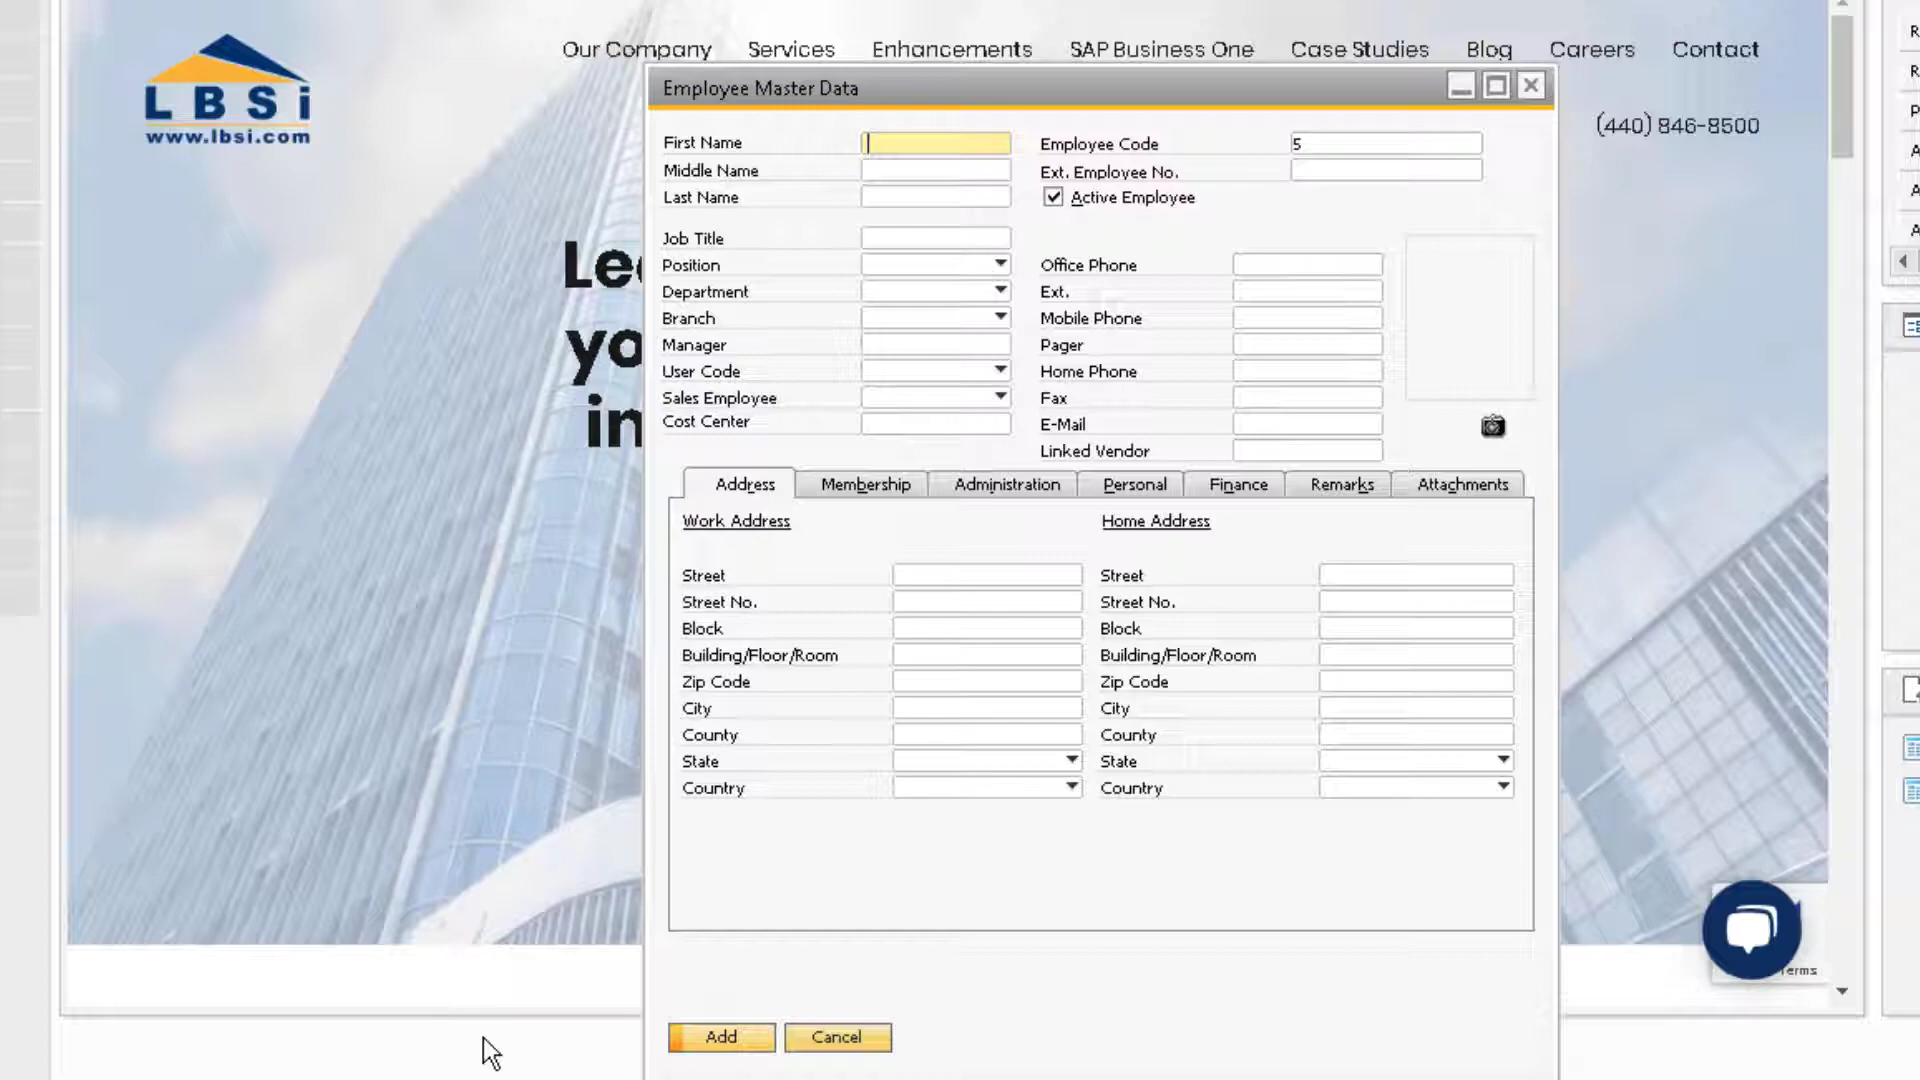 LBSi
www.lbsi.com
Our Company Services Enhancements SAP Business One Case Studies Blog Careers Contact
(440) 846-8500
Employee Master Data
First Name
Middle Name
Last Name
Employee Code 5
Ext. Employee No.
Active Employee
Job Title
Position
Department
Branch
Manager
User Code
Sales Employee
Cost Center
Office Phone
Ext.
Mobile Phone
Pager
Home Phone
Fax
E-Mail
Linked Vendor
Address Membership Administration Personal Finance Remarks Attachments
Work Address
Street
Street No.
Block
Building/Floor/Room
Zip Code
City
County
State
Country
Home Address
Street
Street No.
Block
Building/Floor/Room
Zip Code
City
County
State
Country
Add Cancel
Terms